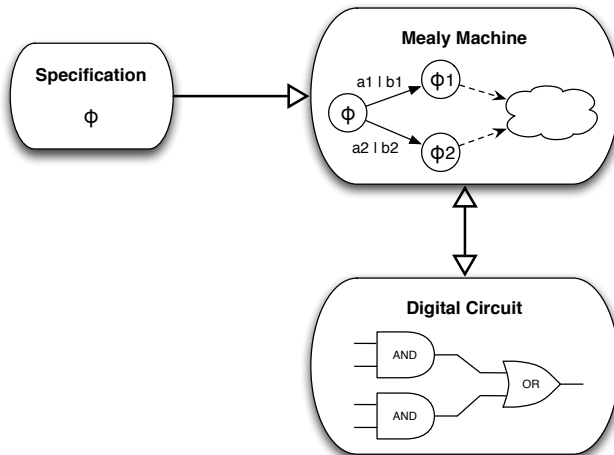 Specification
ϕ
Mealy Machine
a1 | b1
ϕ1
ϕ
a2 | b2
ϕ2
Digital Circuit
AND
OR
AND